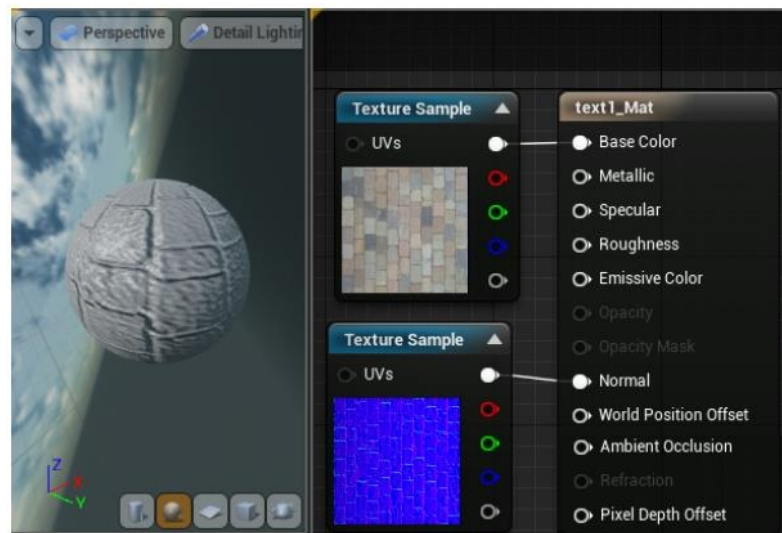 Perspective
Detail Lightin
Z
X
Y
Texture Sample
UVs
Texture Sample
UVs
text1_Mat
Base Color
Metallic
Specular
Roughness
Emissive Color
Opacity
Opacity Mask
Normal
World Position Offset
Ambient Occlusion
Refraction
Pixel Depth Offset